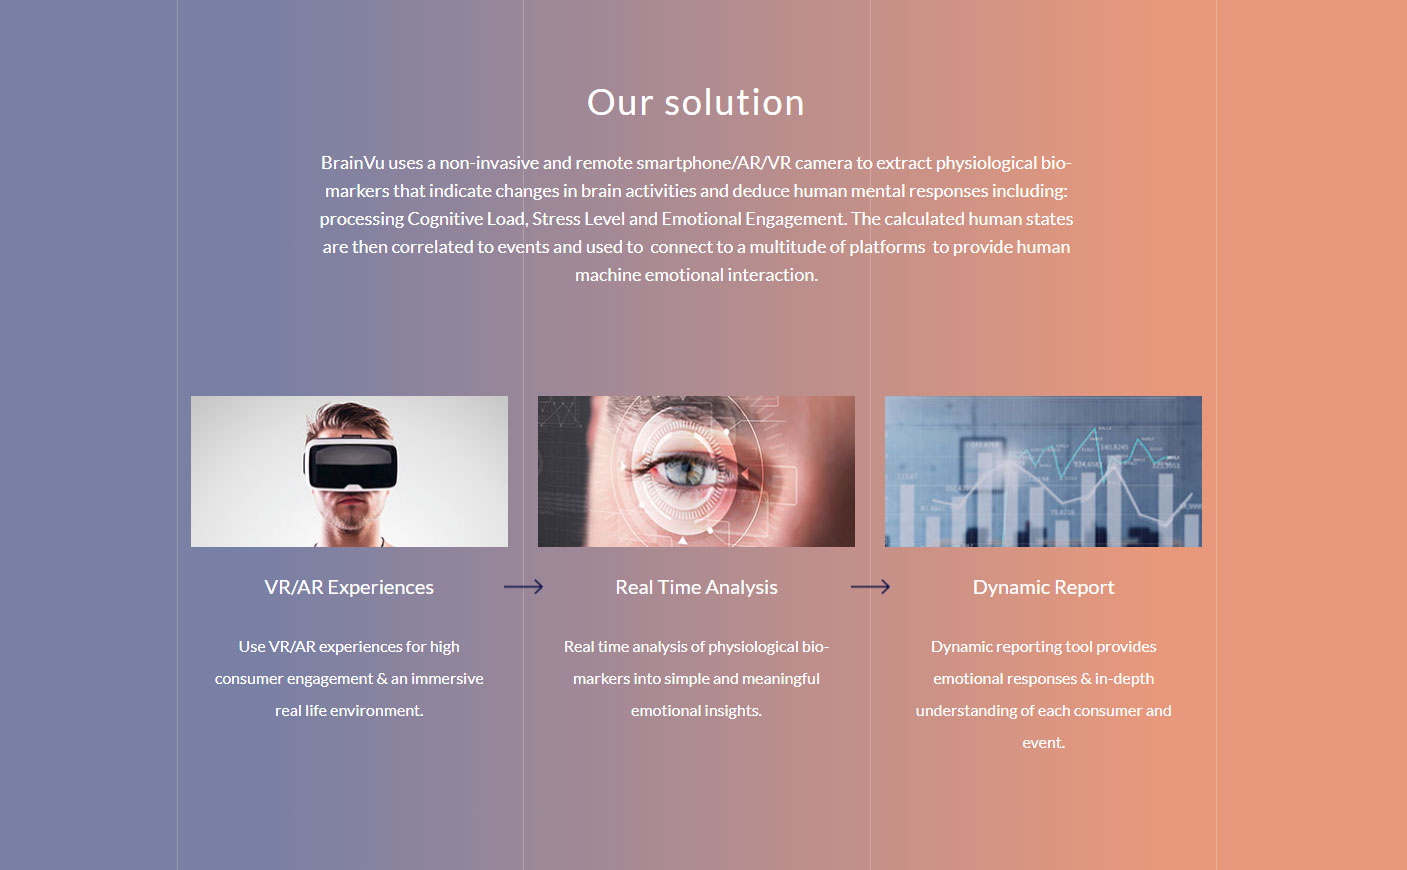 Our solution
BrainVu uses a non-invasive and remote smartphone/AR/VR camera to extract physiological bio-
markers that indicate changes in brain activities and deduce human mental responses including:
processing Cognitive Load, Stress Level and Emotional Engagement. The calculated human states
are then correlated to events and used to  connect to a multitude of platforms  to provide human
machine emotional interaction.
VR/AR Experiences
Use VR/AR experiences for high
consumer engagement & an immersive
real life environment.
Real Time Analysis
Real time analysis of physiological bio-
markers into simple and meaningful
emotional insights.
Dynamic Report
Dynamic reporting tool provides
emotional responses & in-depth
understanding of each consumer and
event.